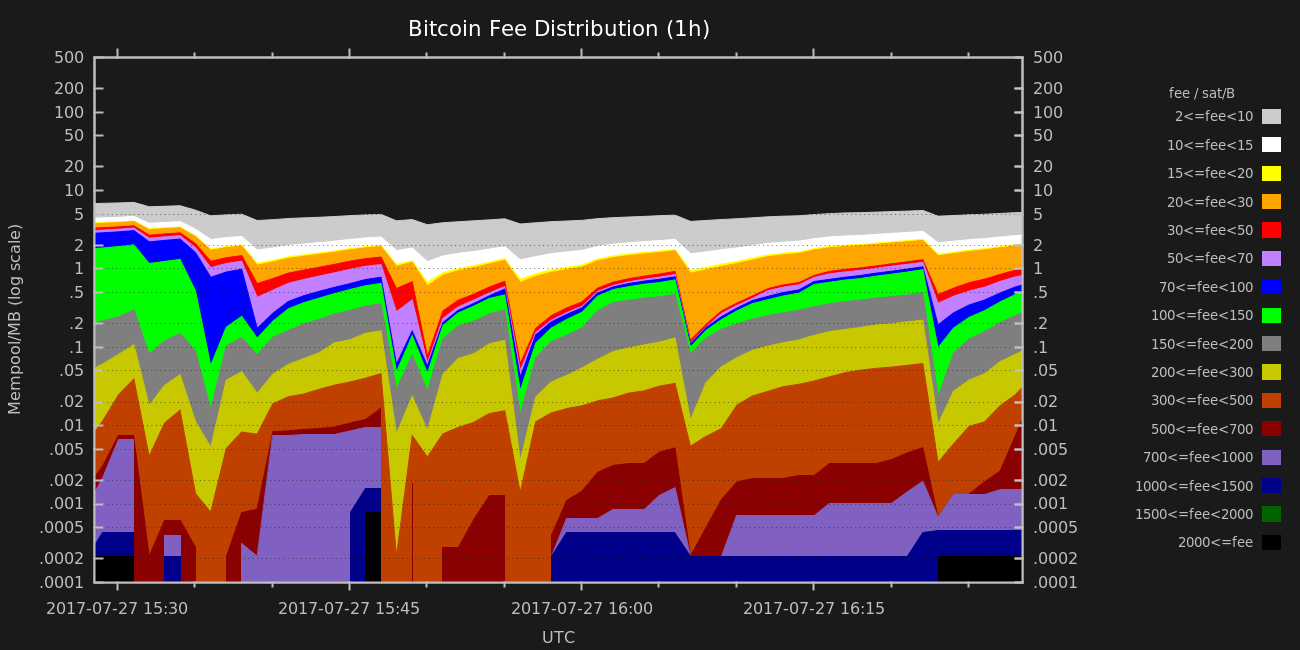 Bitcoin Fee Distribution (1h)
500 500
200 200
100 100
50 50
20 20
10 10
5 5
2 2
1 1
.5 .5
.2 .2
.1 .1
.05 .05
.02 .02
.01 .01
.005 .005
.002 .002
.001 .001
.0005 .0005
.0002 .0002
.0001 .0001
Mempool/MB (log scale)
2017-07-27 15:30 2017-07-27 15:45 2017-07-27 16:00 2017-07-27 16:15
UTC
fee / sat/B
2<=fee<10
10<=fee<15
15<=fee<20
20<=fee<30
30<=fee<50
50<=fee<70
70<=fee<100
100<=fee<150
150<=fee<200
200<=fee<300
300<=fee<500
500<=fee<700
700<=fee<1000
1000<=fee<1500
1500<=fee<2000
2000<=fee